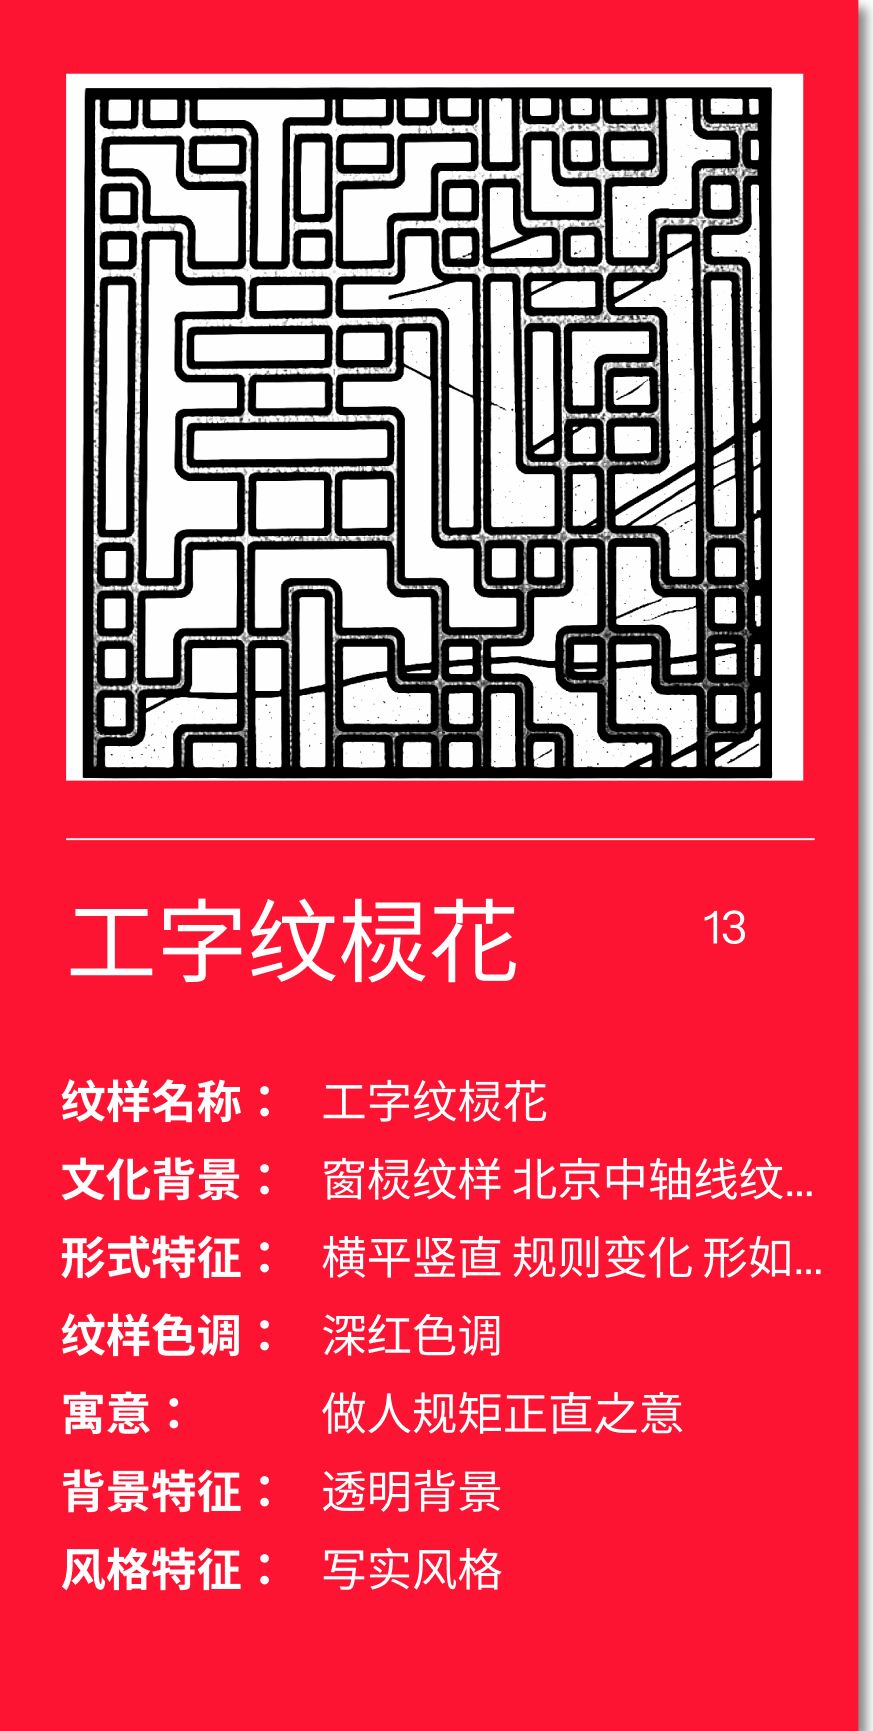 工字纹棂花
13
纹样名称： 工字纹棂花
文化背景： 窗棂纹样 北京中轴线纹...
形式特征： 横平竖直 规则变化 形如...
纹样色调： 深红色调
寓意： 做人规矩正直之意
背景特征： 透明背景
风格特征： 写实风格